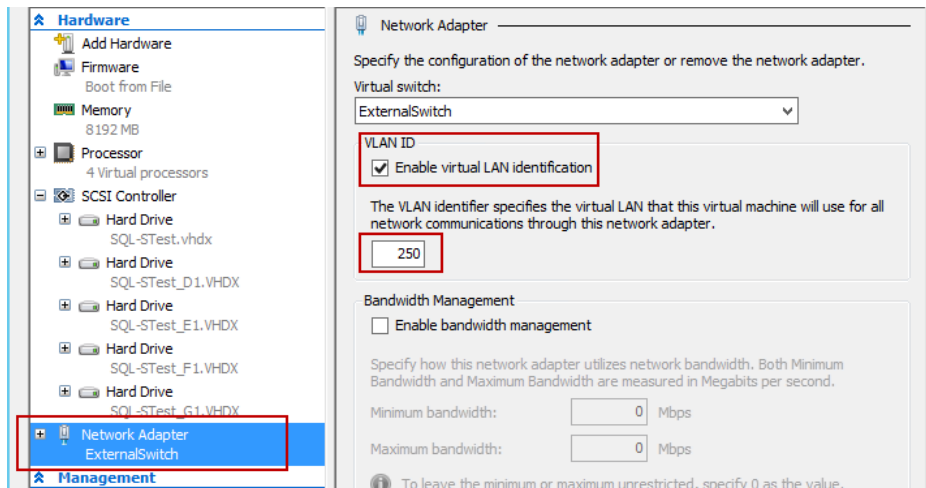 Hardware
Add Hardware
Firmware
Boot from File
Memory
8192 MB
Processor
4 Virtual processors
SCSI Controller
Hard Drive
SQL-STest.vhdx
Hard Drive
SQL-STest_D1.VHDX
Hard Drive
SQL-STest_E1.VHDX
Hard Drive
SQL-STest_F1.VHDX
Hard Drive
SQL-STest_G1.VHDX
Network Adapter
ExternalSwitch
Management
Network Adapter
Specify the configuration of the network adapter or remove the network adapter.
Virtual switch:
ExternalSwitch
VLAN ID
Enable virtual LAN identification
The VLAN identifier specifies the virtual LAN that this virtual machine will use for all
network communications through this network adapter.
250
Bandwidth Management
Enable bandwidth management
Specify how this network adapter utilizes network bandwidth. Both Minimum
Bandwidth and Maximum Bandwidth are measured in Megabits per second.
Minimum bandwidth: 0 Mbps
Maximum bandwidth: 0 Mbps
To leave the minimum or maximum unrestricted, specify 0 as the value.